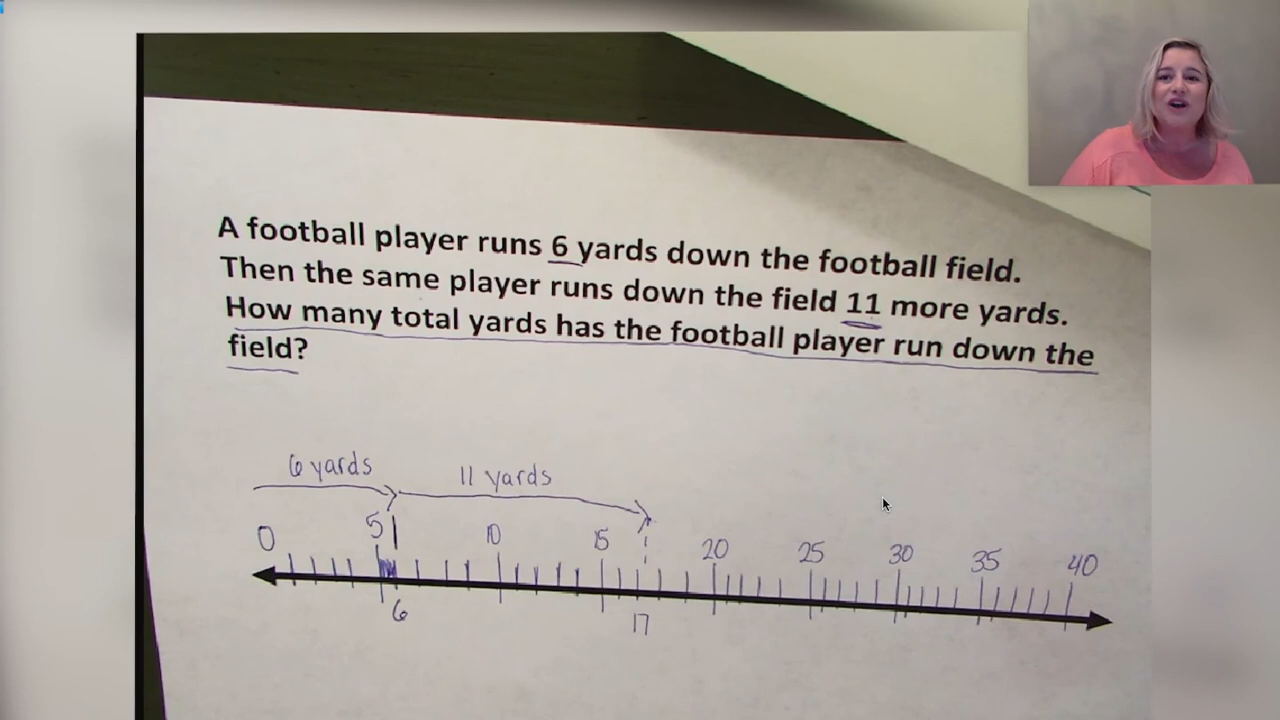 A football player runs 6 yards down the football field.
Then the same player runs down the field 11 more yards.
How many total yards has the football player run down the
field?
6 yards 11 yards
0 5 10 15 20 25 30 35 40
6 17